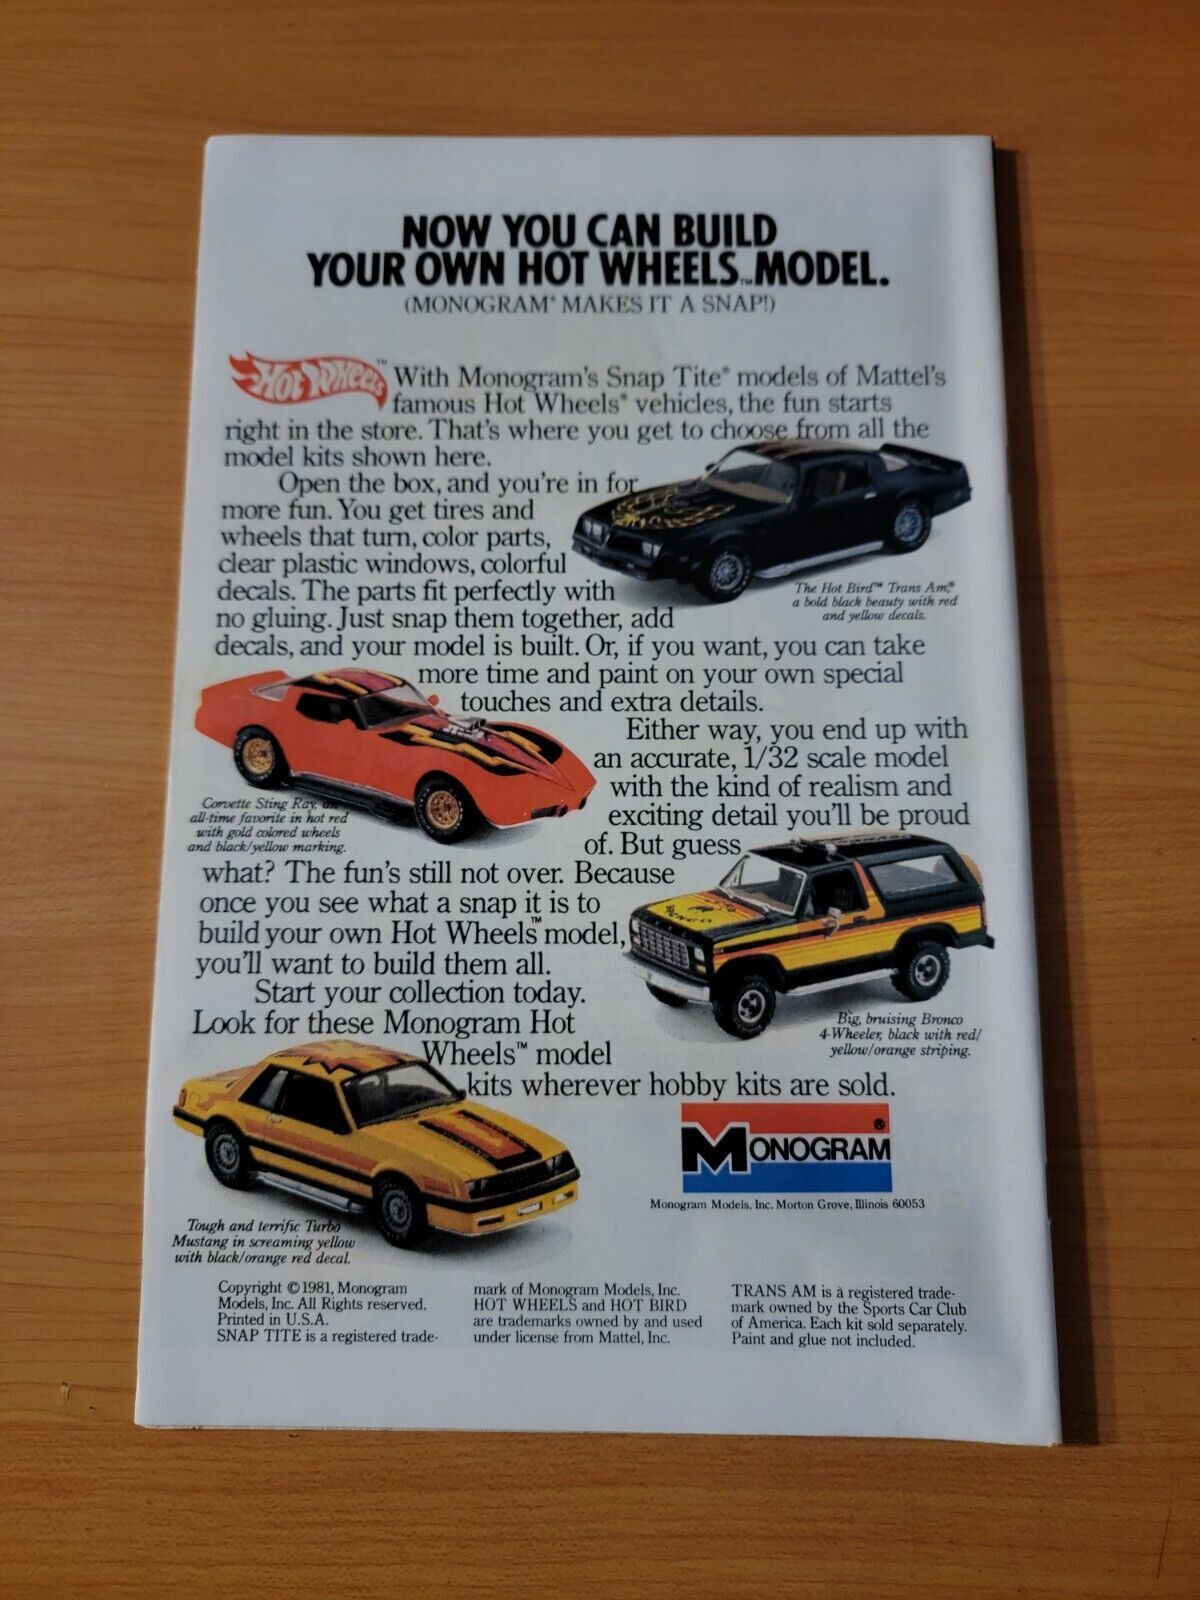 NOW YOU CAN BUILD
YOUR OWN HOT WHEELS™ MODEL.
(MONOGRAM® MAKES IT A SNAP!)
Hot Wheels™
With Monogram's Snap Tite® models of Mattel's
famous Hot Wheels® vehicles, the fun starts
right in the store. That's where you get to choose from all the
model kits shown here.
Open the box, and you're in for
more fun. You get tires and
wheels that turn, color parts,
clear plastic windows, colorful
decals. The parts fit perfectly with
no gluing. Just snap them together, add
decals, and your model is built. Or, if you want, you can take
more time and paint on your own special
touches and extra details.
The Hot Bird™ Trans Am,®
a bold black beauty with red
and yellow decals.
Either way, you end up with
an accurate, 1/32 scale model
with the kind of realism and
exciting detail you'll be proud
of. But guess
Corvette Sting Ray, an
all-time favorite in hot red
with gold colored wheels
and black/yellow marking.
what? The fun's still not over. Because
once you see what a snap it is to
build your own Hot Wheels™ model,
you'll want to build them all.
Start your collection today.
Look for these Monogram Hot
Wheels™ model
kits wherever hobby kits are sold.
BRONCO
Big, bruising Bronco
4-Wheeler, black with red/
yellow/orange striping.
Tough and terrific Turbo
Mustang in screaming yellow
with black/orange red decal.
MONOGRAM®
Monogram Models, Inc. Morton Grove, Illinois 60053
Copyright © 1981, Monogram
Models, Inc. All Rights reserved.
Printed in U.S.A.
SNAP TITE is a registered trade-
mark of Monogram Models, Inc.
HOT WHEELS and HOT BIRD
are trademarks owned by and used
under license from Mattel, Inc.
TRANS AM is a registered trade-
mark owned by the Sports Car Club
of America. Each kit sold separately.
Paint and glue not included.